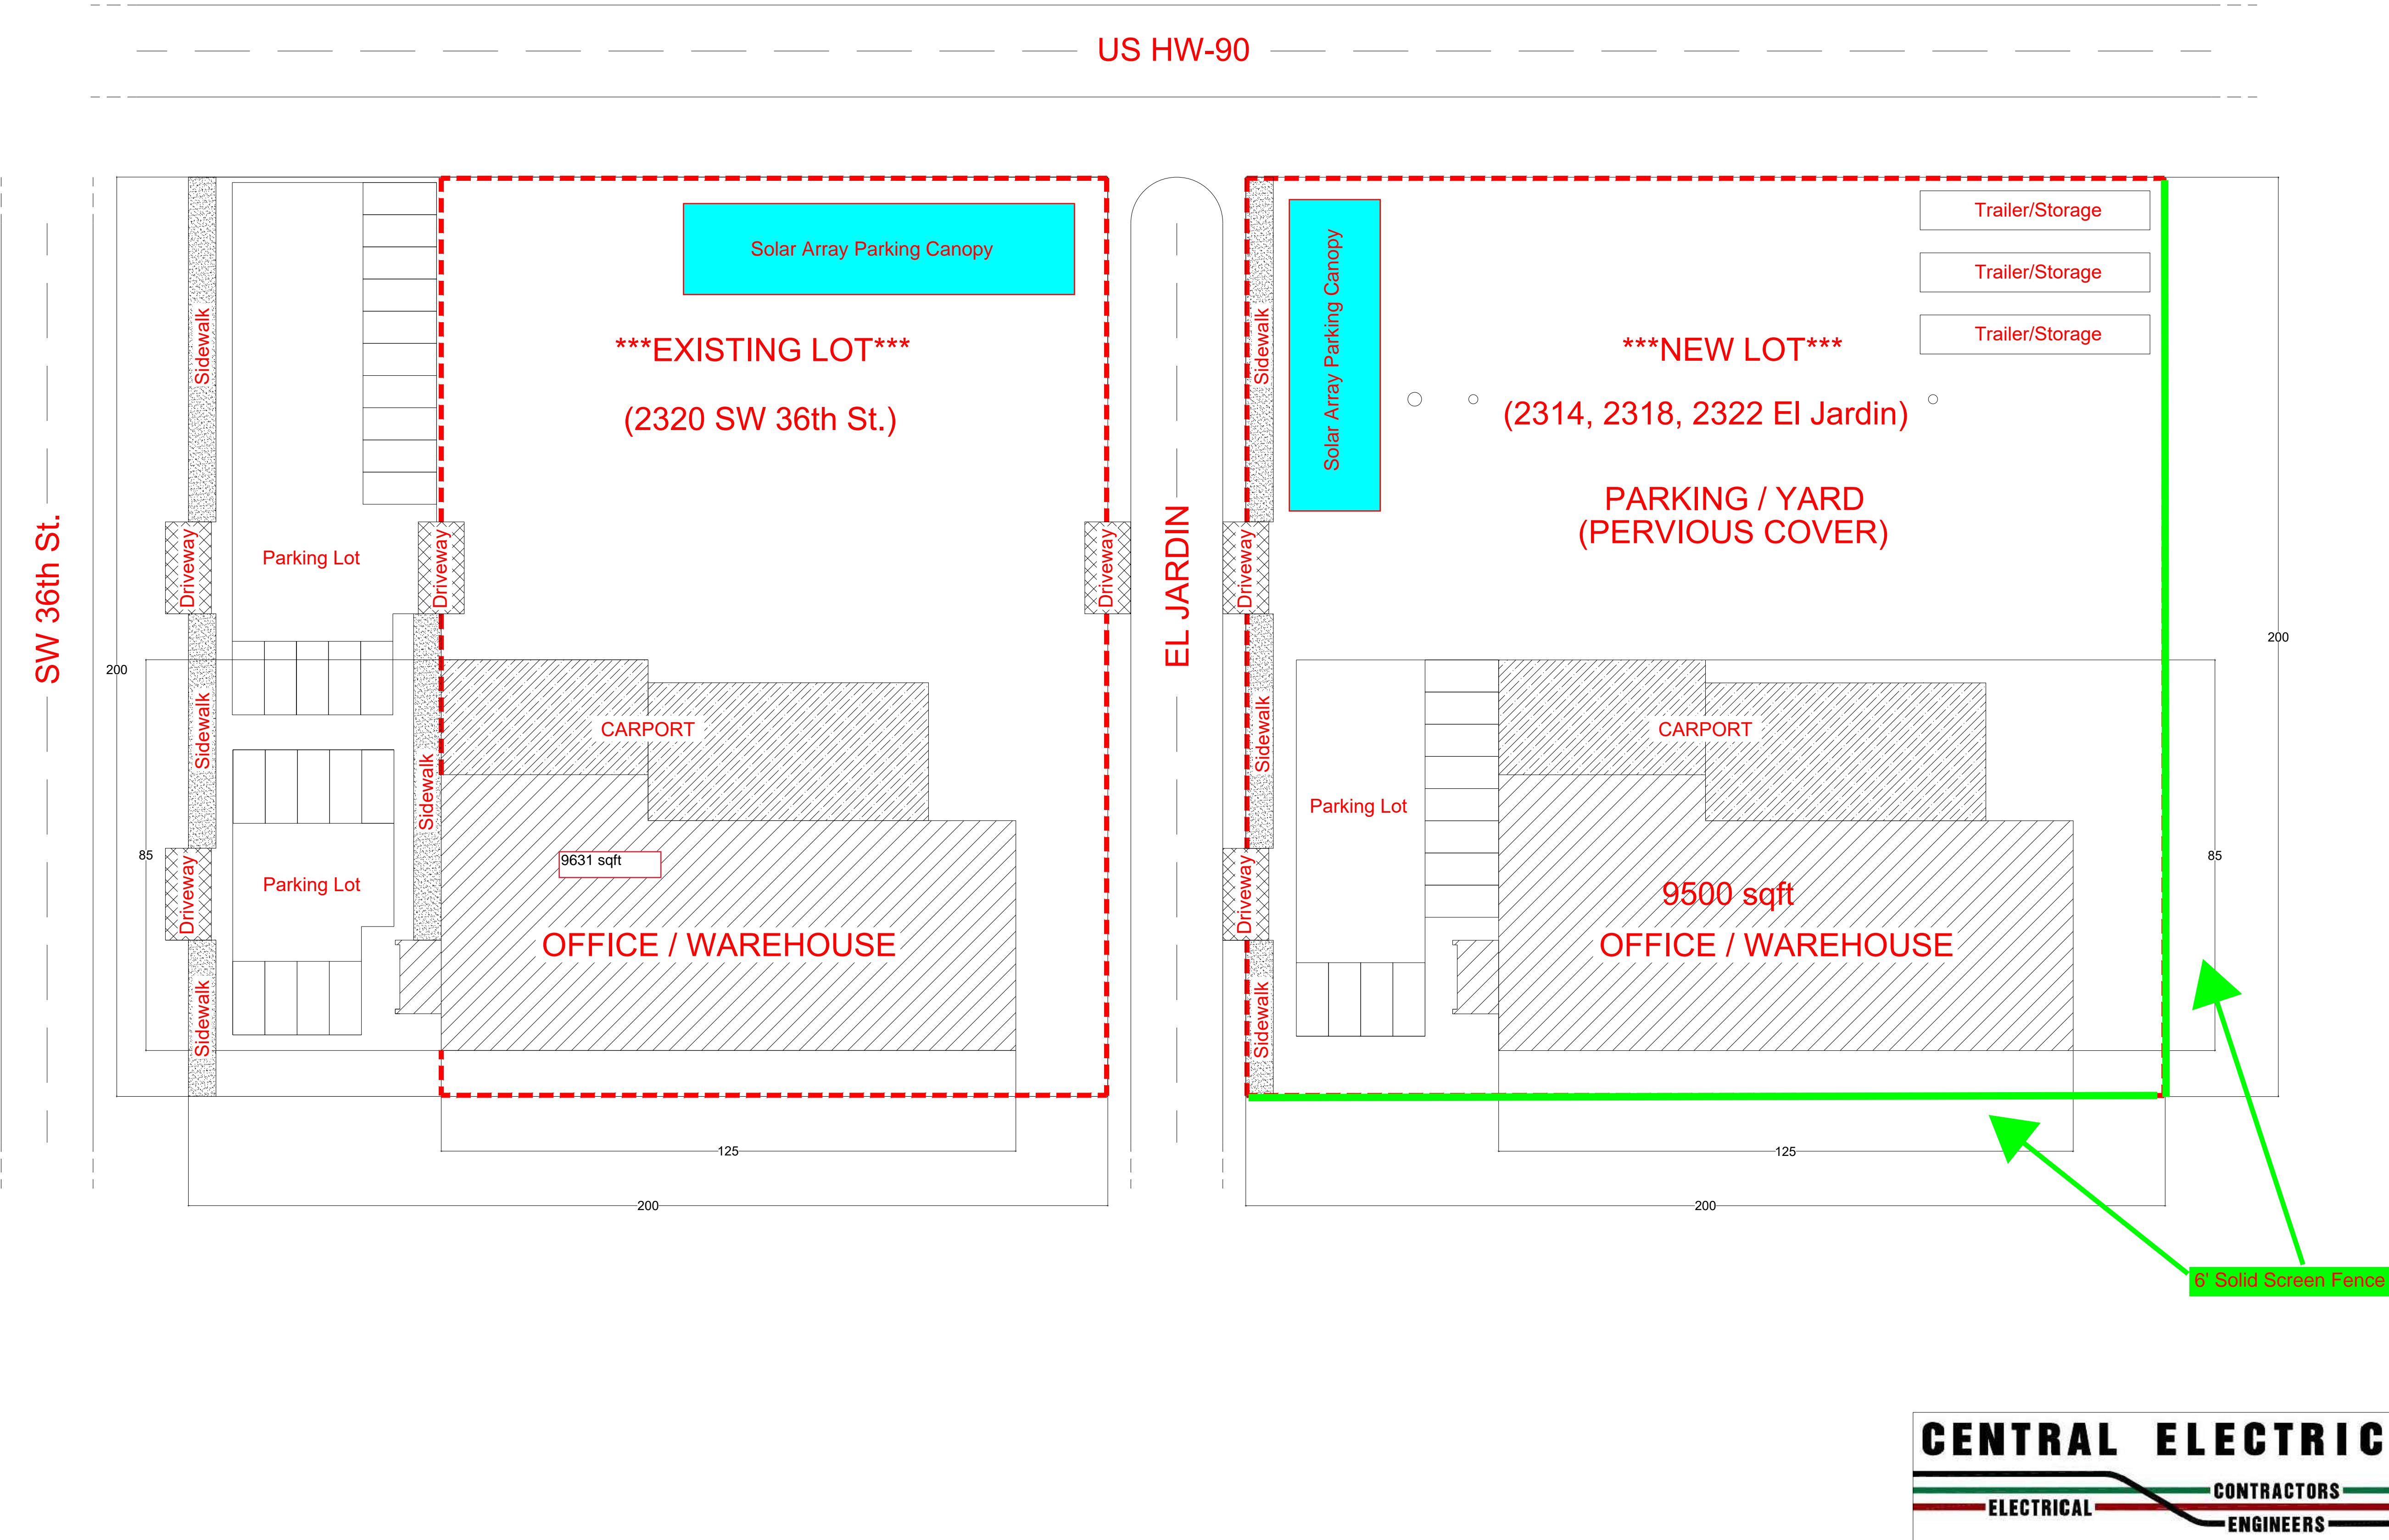 US HW-90
SW 36th St.
Sidewalk
Driveway
Sidewalk
Driveway
Sidewalk
Parking Lot
Parking Lot
Driveway
Sidewalk
200
85
Solar Array Parking Canopy
***EXISTING LOT***
(2320 SW 36th St.)
CARPORT
9631 sqft
OFFICE / WAREHOUSE
125
200
Driveway
EL JARDIN
Sidewalk
Driveway
Sidewalk
Driveway
Sidewalk
Solar Array Parking Canopy
Trailer/Storage
Trailer/Storage
Trailer/Storage
***NEW LOT***
(2314, 2318, 2322 El Jardin)
PARKING / YARD
(PERVIOUS COVER)
Parking Lot
CARPORT
9500 sqft
OFFICE / WAREHOUSE
200
85
125
200
6' Solid Screen Fence
CENTRAL ELECTRIC
CONTRACTORS
ELECTRICAL
ENGINEERS